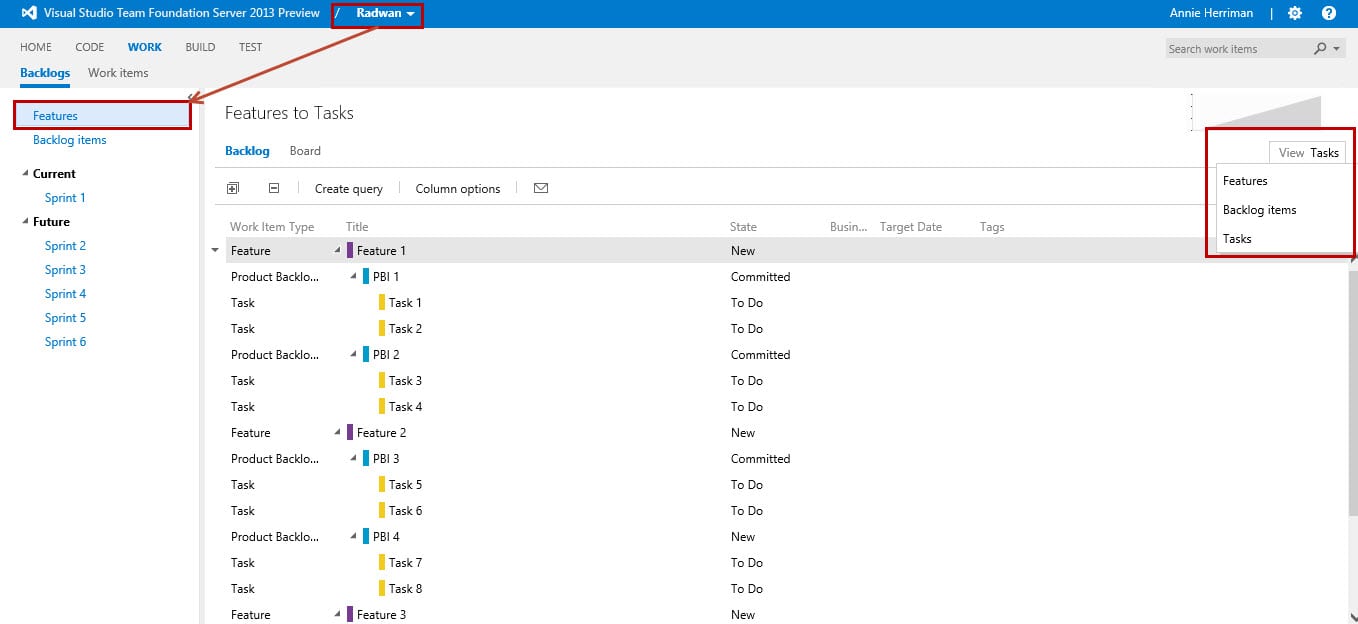 Visual Studio Team Foundation Server 2013 Preview / Radwan Annie Herriman |
HOME CODE WORK BUILD TEST Search work items
Backlogs Work items
Features
Backlog items
Current
Sprint 1
Future
Sprint 2
Sprint 3
Sprint 4
Sprint 5
Sprint 6
Features to Tasks
Backlog Board
View Tasks
Features
Backlog items
Tasks
Create query Column options
Work Item Type Title State Busin... Target Date Tags
Feature Feature 1 New
Product Backlo... PBI 1 Committed
Task Task 1 To Do
Task Task 2 To Do
Product Backlo... PBI 2 Committed
Task Task 3 To Do
Task Task 4 To Do
Feature Feature 2 New
Product Backlo... PBI 3 Committed
Task Task 5 To Do
Task Task 6 To Do
Product Backlo... PBI 4 New
Task Task 7 To Do
Task Task 8 To Do
Feature Feature 3 New